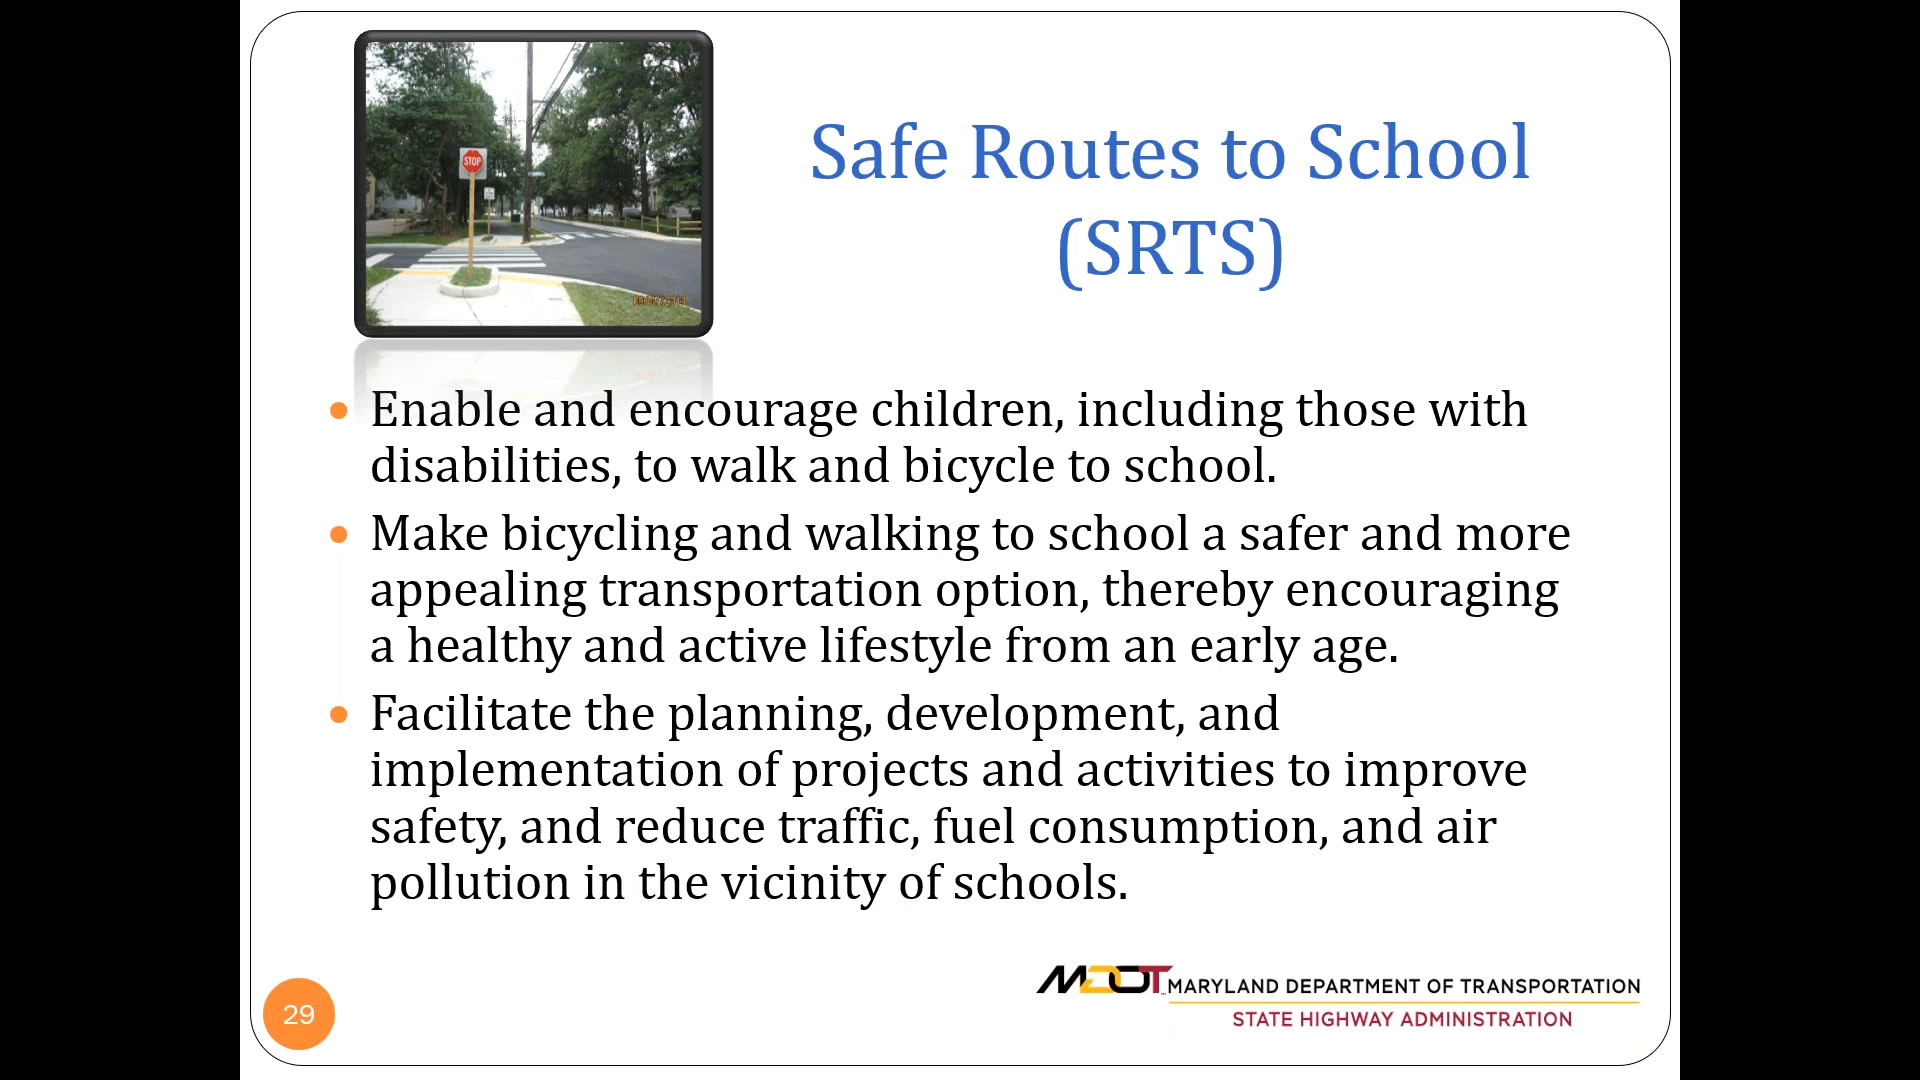 STOP
Safe Routes to School
(SRTS)
• Enable and encourage children, including those with
disabilities, to walk and bicycle to school.
• Make bicycling and walking to school a safer and more
appealing transportation option, thereby encouraging
a healthy and active lifestyle from an early age.
• Facilitate the planning, development, and
implementation of projects and activities to improve
safety, and reduce traffic, fuel consumption, and air
pollution in the vicinity of schools.
MDOT MARYLAND DEPARTMENT OF TRANSPORTATION
STATE HIGHWAY ADMINISTRATION
29